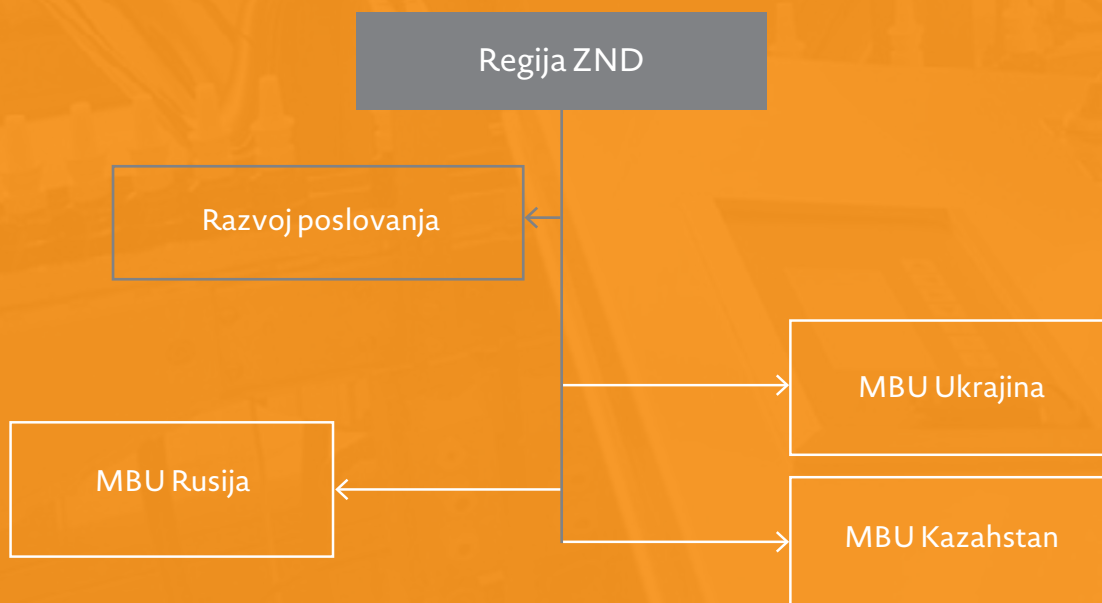 Regija ZND
Razvoj poslovanja
MBU Ukrajina
MBU Rusija
MBU Kazahstan